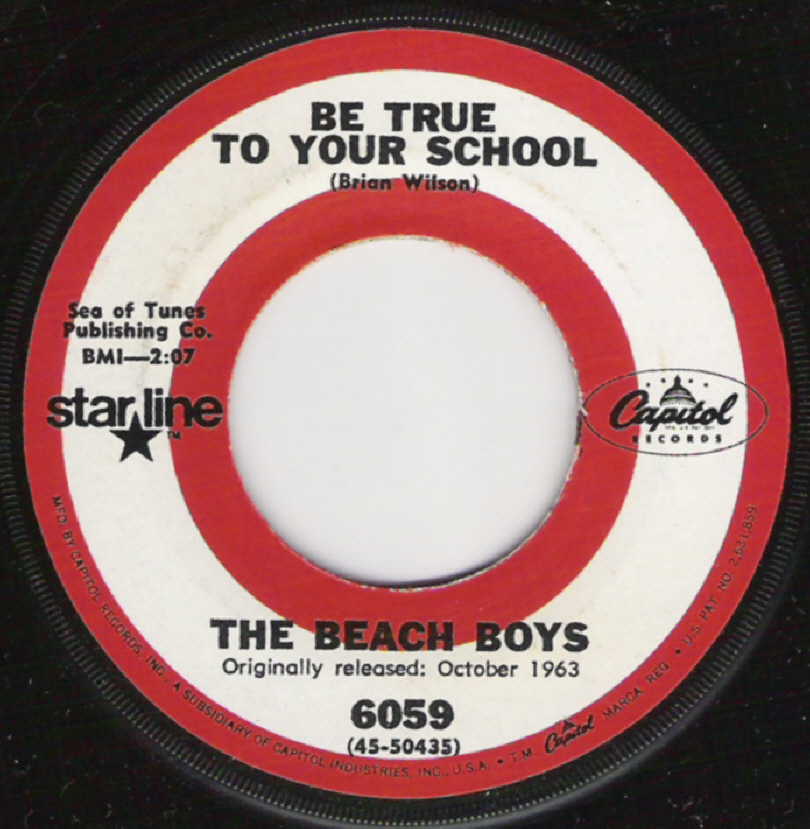 BE TRUE
TO YOUR SCHOOL
(Brian Wilson)
Sea of Tunes
Publishing Co.
BMI—2:07
starline
TM
Capitol
RECORDS
THE BEACH BOYS
Originally released: October 1963
6059
(45-50435)
MFD. BY CAPITOL RECORDS, INC., A SUBSIDIARY OF CAPITOL INDUSTRIES, INC., U.S.A. • T.M. Capitol MARCA REG. • U.S. PAT. NO. 2,631,859